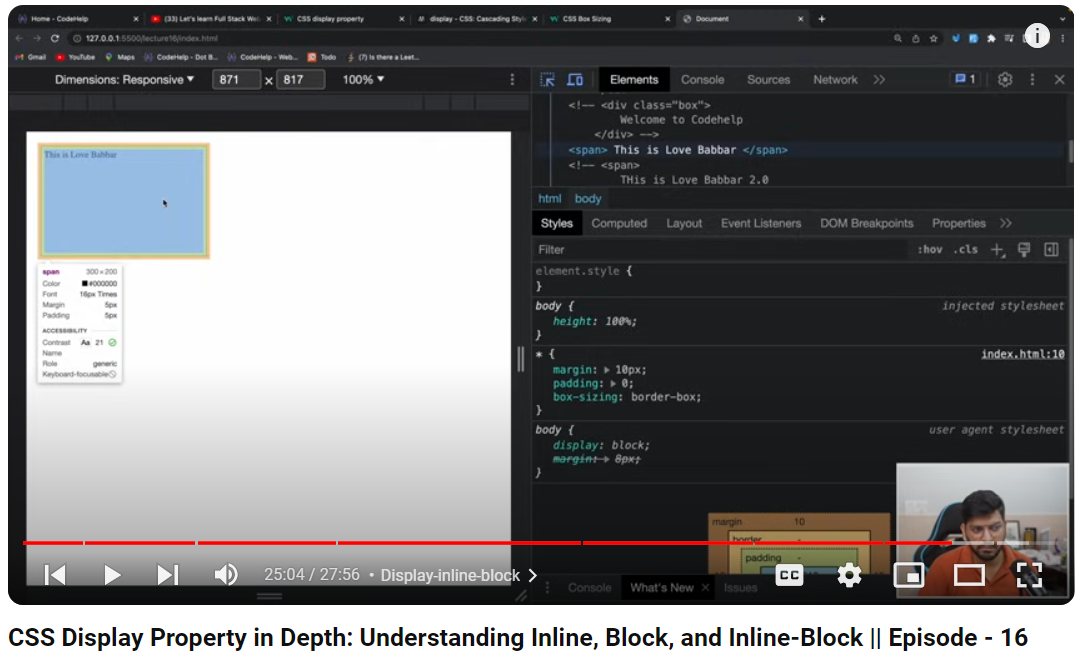 Home - CodeHelp
(33) Let's learn Full Stack We
CSS display property
display - CSS: Cascading Style
CSS Box Sizing
Document
127.0.0.1:5500/lecture16/index.html
Gmail
YouTube
Maps
CodeHelp - Dot B...
CodeHelp - Web...
Todo
(7) Is there a Leet...
Dimensions: Responsive
871 x 817
100%
Elements
Console
Sources
Network
1
<!-- <div class="box">
Welcome to Codehelp
</div> -->
<span> This is Love Babbar </span>
<!-- <span>
THis is Love Babbar 2.0
html body
Styles
Computed
Layout
Event Listeners
DOM Breakpoints
Properties
Filter
:hov .cls
element.style {
}
body {
injected stylesheet
height: 100%;
}
* {
index.html:10
margin: 10px;
padding: 0;
box-sizing: border-box;
}
body {
user agent stylesheet
display: block;
margin: 8px;
}
margin 10
border -
padding -
Console
What's New
Issues
This is Love Babbar
span 300×200
Color #000000
Font 16px Times
Margin 5px
Padding 5px
ACCESSIBILITY
Contrast Aa 21
Name
Role generic
Keyboard-focusable
25:04 / 27:56 • Display-inline-block
CC
CSS Display Property in Depth: Understanding Inline, Block, and Inline-Block || Episode - 16